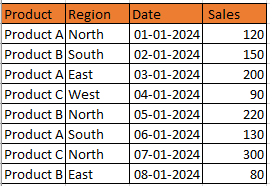 Product Region Date Sales
Product A North 01-01-2024 120
Product B South 02-01-2024 150
Product A East 03-01-2024 200
Product C West 04-01-2024 90
Product B North 05-01-2024 220
Product A South 06-01-2024 130
Product C North 07-01-2024 300
Product B East 08-01-2024 80